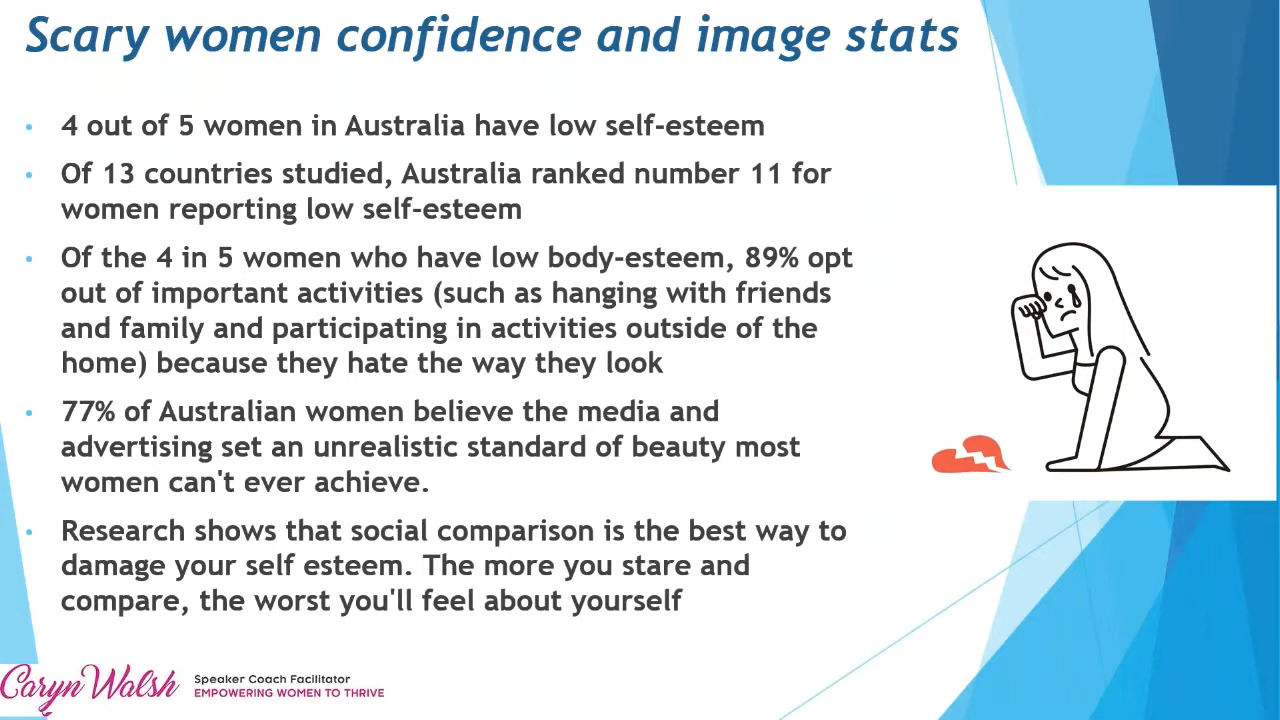 Scary women confidence and image stats
• 4 out of 5 women in Australia have low self-esteem
• Of 13 countries studied, Australia ranked number 11 for
women reporting low self-esteem
• Of the 4 in 5 women who have low body-esteem, 89% opt
out of important activities (such as hanging with friends
and family and participating in activities outside of the
home) because they hate the way they look
• 77% of Australian women believe the media and
advertising set an unrealistic standard of beauty most
women can't ever achieve.
• Research shows that social comparison is the best way to
damage your self esteem. The more you stare and
compare, the worst you'll feel about yourself
Caryn Walsh
Speaker Coach Facilitator
EMPOWERING WOMEN TO THRIVE